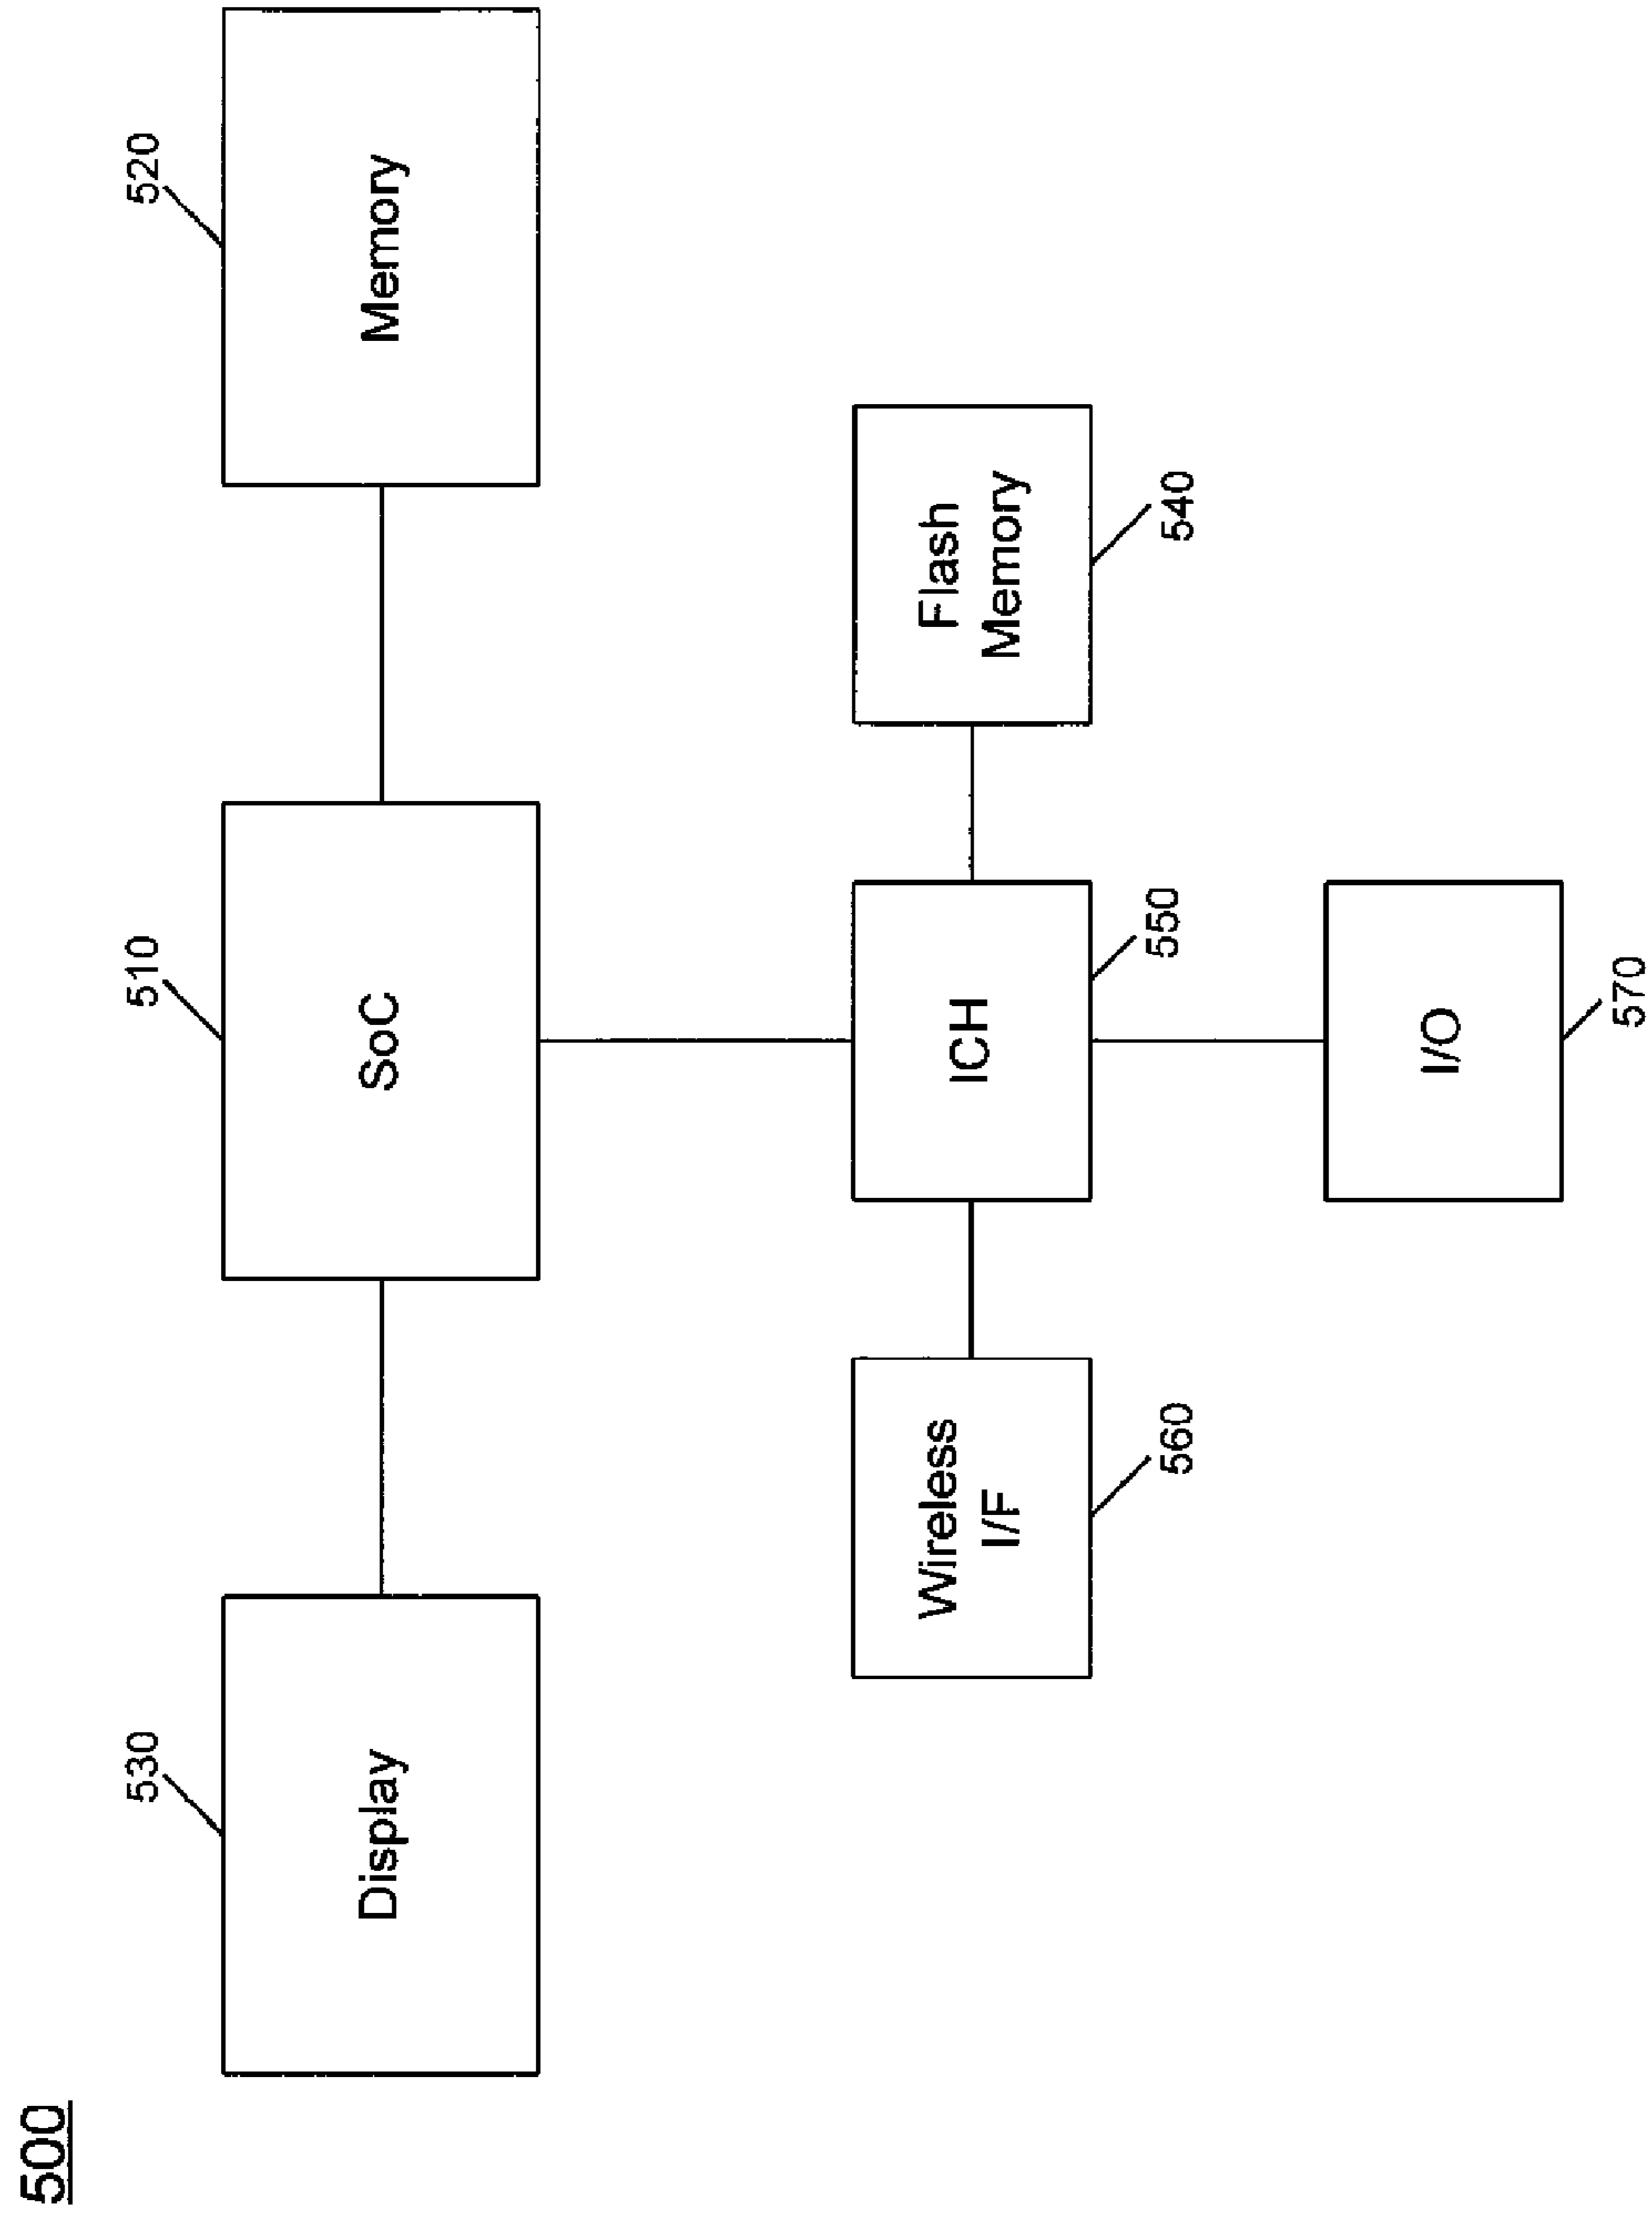 500
530
510
520
Display
SoC
Memory
Wireless
I/F
ICH
Flash
Memory
560
550
540
I/O
570